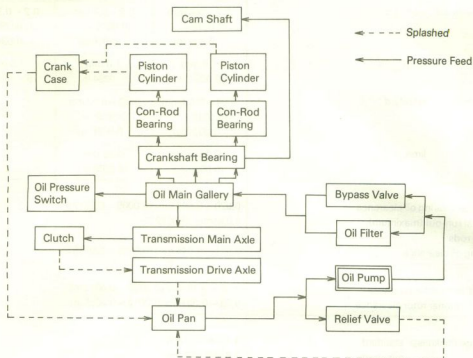 Cam Shaft
Splashed
Pressure Feed
Crank
Case
Piston
Cylinder
Piston
Cylinder
Con-Rod
Bearing
Con-Rod
Bearing
Crankshaft Bearing
Oil Pressure
Switch
Oil Main Gallery
Bypass Valve
Oil Filter
Clutch
Transmission Main Axle
Transmission Drive Axle
Oil Pump
Oil Pan
Relief Valve